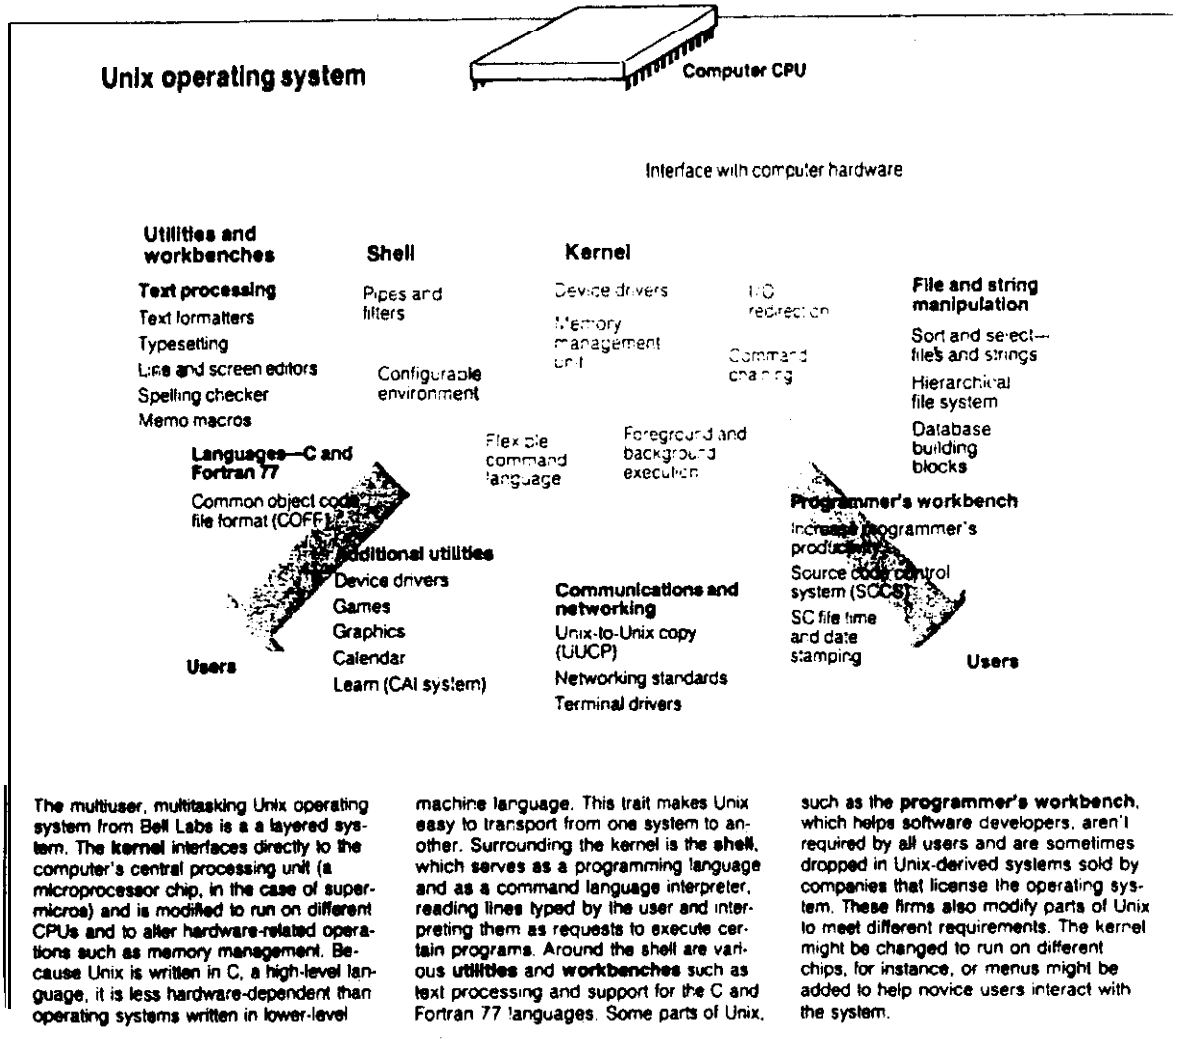 Unix operating system
Computer CPU
Interface with computer hardware
Utilities and
workbenches
Shell
Kernel
Text processing
Text formatters
Typesetting
Line and screen editors
Spelling checker
Memo macros
Pipes and
filters
Configurable
environment
Device drivers
Memory
management
unit
I/O
redirection
Command
chaining
Flexible
command
language
Foreground and
background
execution
File and string
manipulation
Sort and select—
files and strings
Hierarchical
file system
Database
building
blocks
Languages—C and
Fortran 77
Common object code
file format (COFF)
Additional utilities
Device drivers
Games
Graphics
Calendar
Learn (CAI system)
Communications and
networking
Unix-to-Unix copy
(UUCP)
Networking standards
Terminal drivers
Programmer's workbench
Increase programmer's
productivity
Source code control
system (SCCS)
SC file time
and date
stamping
Users
Users
The multiuser, multitasking Unix operating
system from Bell Labs is a a layered sys-
tem. The kernel interfaces directly to the
computer's central processing unit (a
microprocessor chip, in the case of super-
micros) and is modified to run on different
CPUs and to alter hardware-related opera-
tions such as memory management. Be-
cause Unix is written in C, a high-level lan-
guage, it is less hardware-dependent than
operating systems written in lower-level
machine language. This trait makes Unix
easy to transport from one system to an-
other. Surrounding the kernel is the shell,
which serves as a programming language
and as a command language interpreter,
reading lines typed by the user and inter-
preting them as requests to execute cer-
tain programs. Around the shell are vari-
ous utilities and workbenches such as
text processing and support for the C and
Fortran 77 languages. Some parts of Unix,
such as the programmer's workbench,
which helps software developers, aren't
required by all users and are sometimes
dropped in Unix-derived systems sold by
companies that license the operating sys-
tem. These firms also modify parts of Unix
to meet different requirements. The kernel
might be changed to run on different
chips, for instance, or menus might be
added to help novice users interact with
the system.